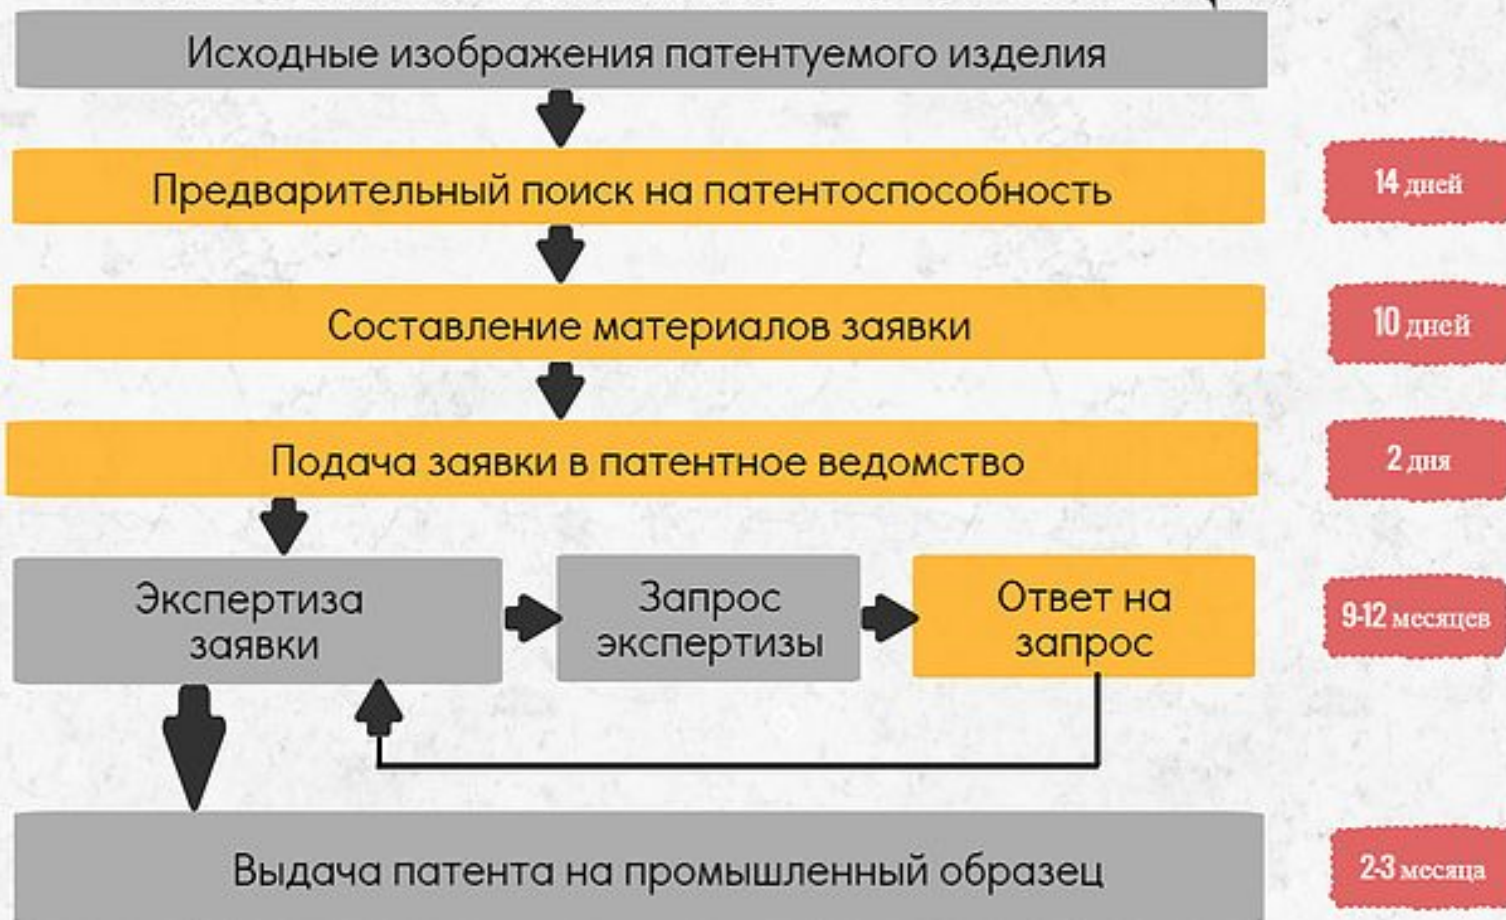 Исходные изображения патентуемого изделия
Предварительный поиск на патентоспособность
14 дней
Составление материалов заявки
10 дней
Подача заявки в патентное ведомство
2 дня
Экспертиза
заявки
Запрос
экспертизы
Ответ на
запрос
9-12 месяцев
Выдача патента на промышленный образец
2-3 месяца